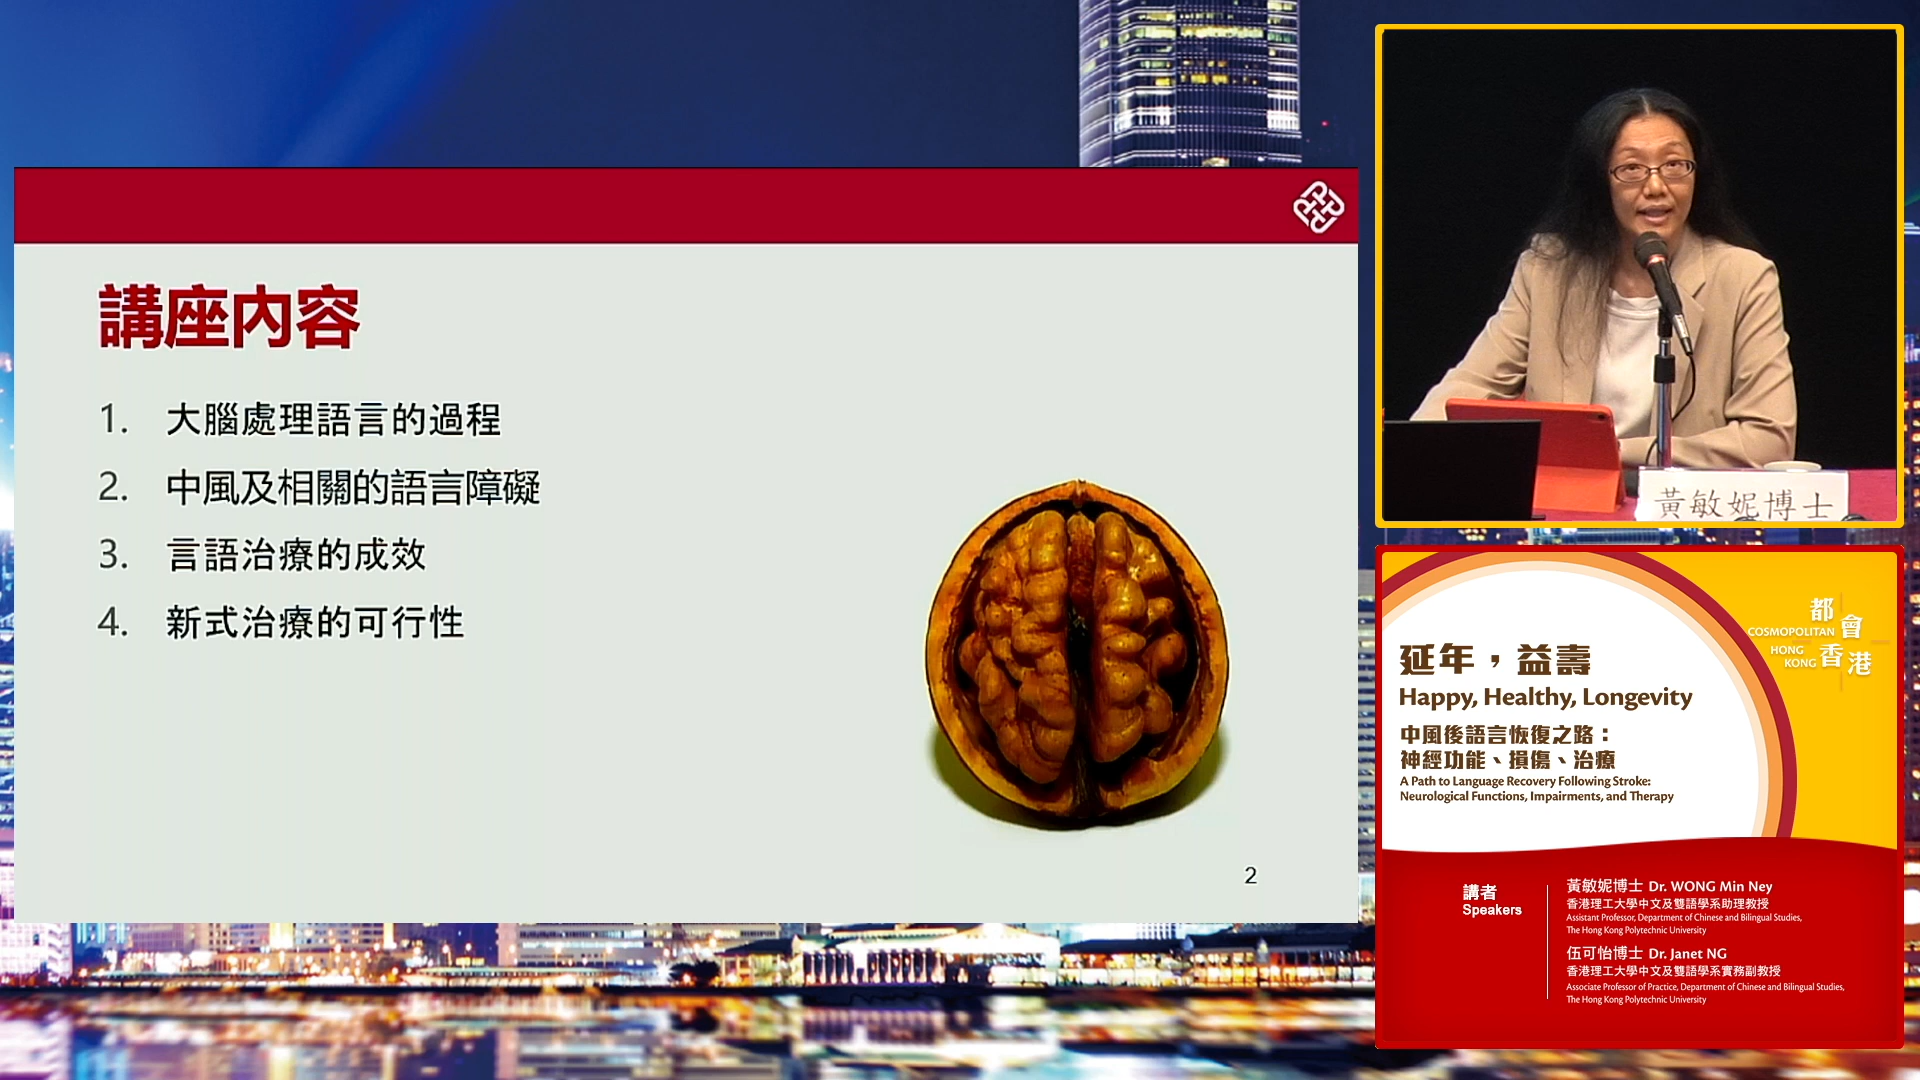 講座內容
1. 大腦處理語言的過程
2. 中風及相關的語言障礙
3. 言語治療的成效
4. 新式治療的可行性
2
黃敏妮博士
都會香港
COSMOPOLITAN
HONG
KONG
延年，益壽
Happy, Healthy, Longevity
中風後語言恢復之路：
神經功能、損傷、治療
A Path to Language Recovery Following Stroke:
Neurological Functions, Impairments, and Therapy
講者
Speakers
黃敏妮博士 Dr. WONG Min Ney
香港理工大學中文及雙語學系助理教授
Assistant Professor, Department of Chinese and Bilingual Studies,
The Hong Kong Polytechnic University
伍可怡博士 Dr. Janet NG
香港理工大學中文及雙語學系實務副教授
Associate Professor of Practice, Department of Chinese and Bilingual Studies,
The Hong Kong Polytechnic University